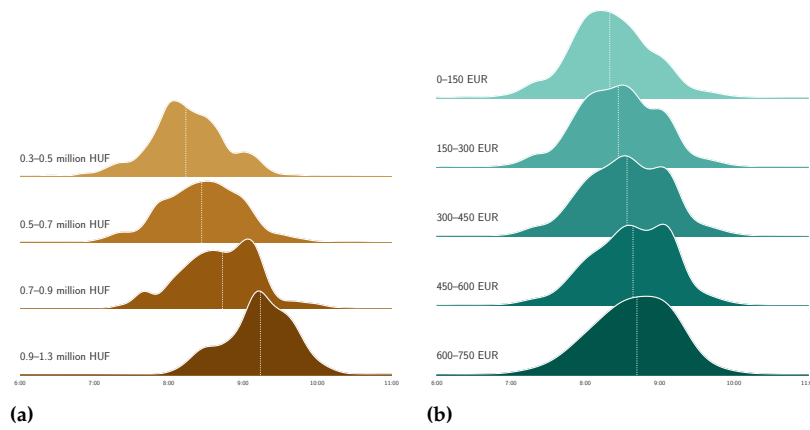 0–150 EUR
0.3–0.5 million HUF
150–300 EUR
0.5–0.7 million HUF
300–450 EUR
0.7–0.9 million HUF
450–600 EUR
0.9–1.3 million HUF
600–750 EUR
6:00 7:00 8:00 9:00 10:00 11:00
6:00 7:00 8:00 9:00 10:00 11:0
(a)
(b)